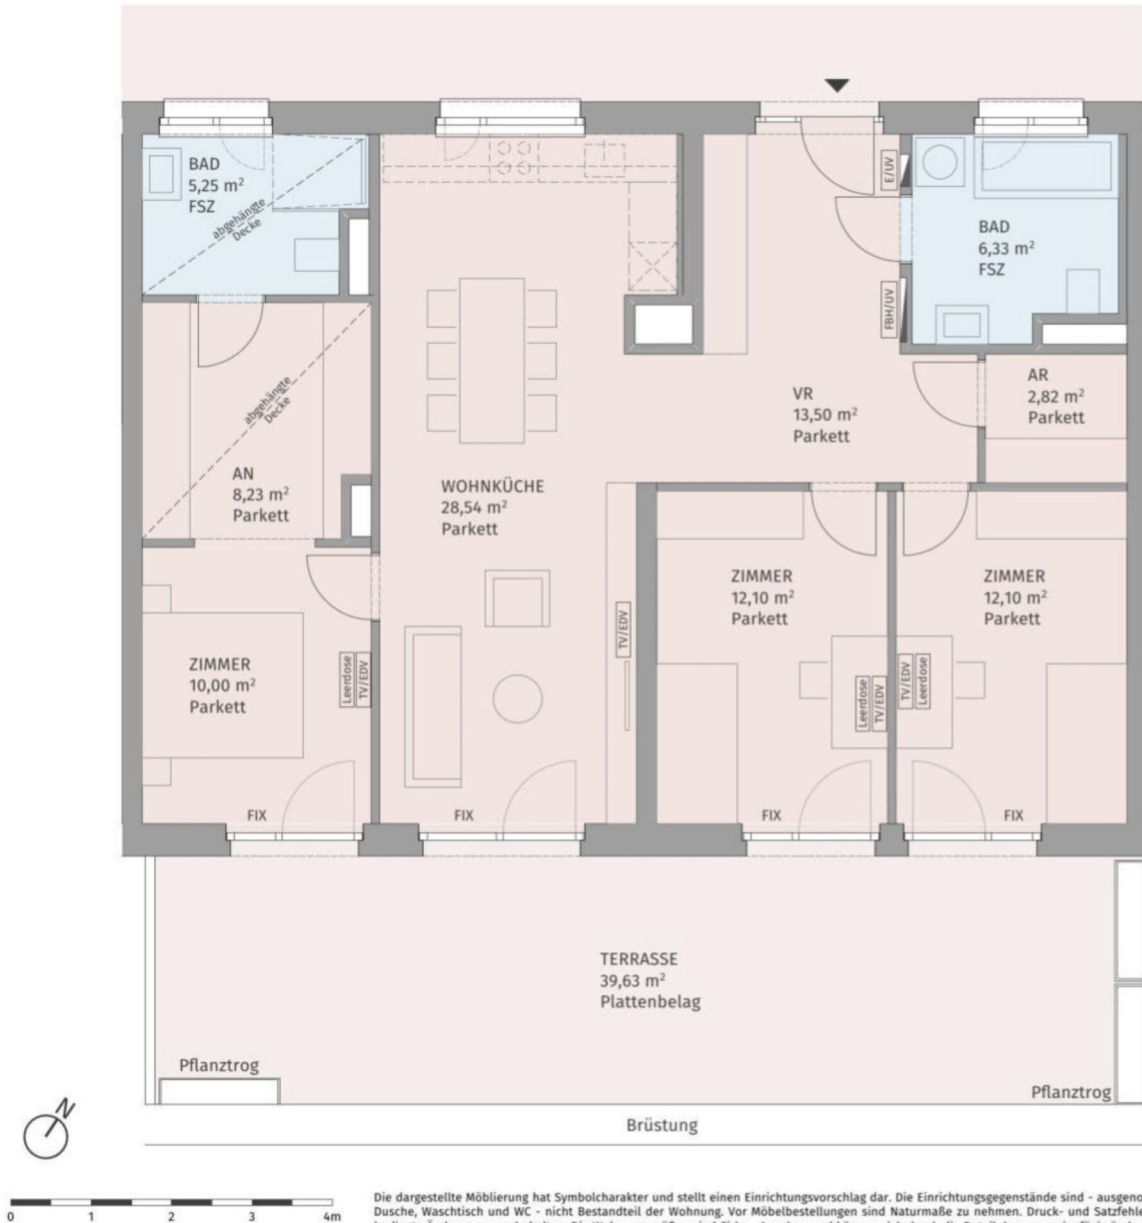 BAD
5,25 m²
FSZ
abgehängte
Decke
E/UV
BAD
6,33 m²
FSZ
FBH/UV
abgehängte
Decke
AN
8,23 m²
Parkett
WOHNKÜCHE
28,54 m²
Parkett
VR
13,50 m²
Parkett
AR
2,82 m²
Parkett
ZIMMER
10,00 m²
Parkett
Leerdose
TV/EDV
TV/EDV
ZIMMER
12,10 m²
Parkett
Leerdose
TV/EDV
TV/EDV
Leerdose
ZIMMER
12,10 m²
Parkett
FIX
FIX
FIX
FIX
TERRASSE
39,63 m²
Plattenbelag
Pflanztrog
Pflanztrog
Brüstung
N
0 1 2 3 4m
Die dargestellte Möblierung hat Symbolcharakter und stellt einen Einrichtungsvorschlag dar. Die Einrichtungsgegenstände sind - ausgeno
Dusche, Waschtisch und WC - nicht Bestandteil der Wohnung. Vor Möbelbestellungen sind Naturmaße zu nehmen. Druck- und Satzfehl